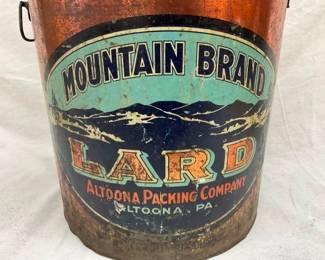 MOUNTAIN BRAND
LARD
ALTOONA PACKING COMPANY
ALTOONA, PA.